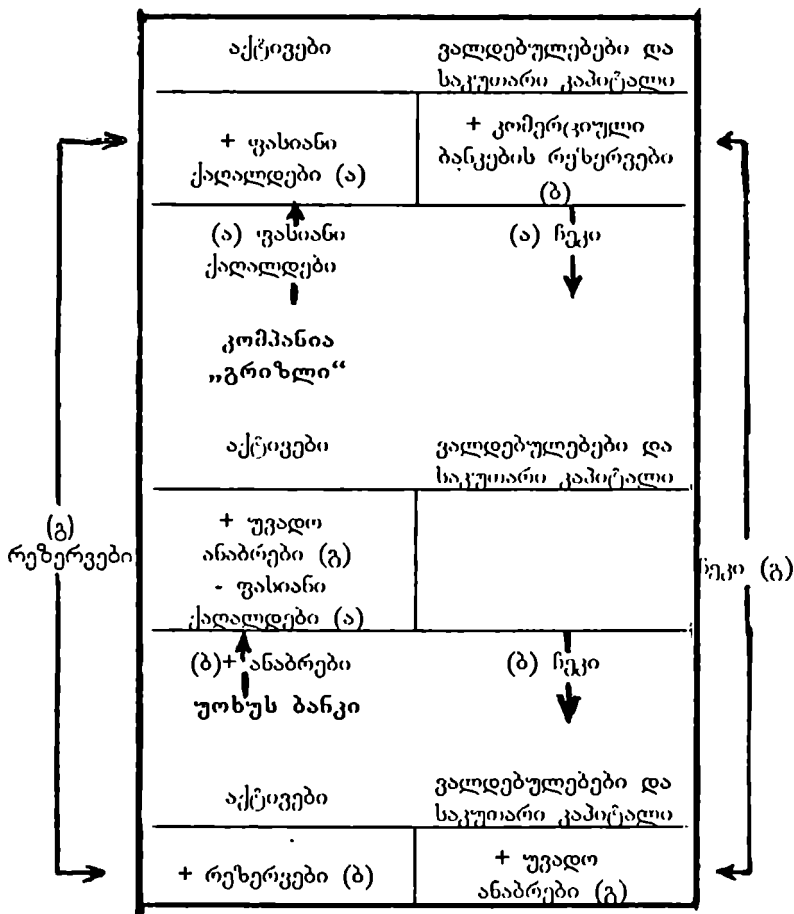 აქტივები
ვალდებულებები და
საკუთარი კაპიტალი
+ ფასიანი
ქაღალდები (ა)
+ კომერციული
ბანკების რეზერვები
(ბ)
(ა) ფასიანი
ქაღალდები
(ა) ჩეკი
კომპანია
„გრიზლი“
აქტივები
ვალდებულებები და
საკუთარი კაპიტალი
(გ)
რეზერვები
+ უვადო
ანაბრები (გ)
- ფასიანი
ქაღალდები (ა)
ჩეკი (გ)
(ბ)+ ანაბრები
(ბ) ჩეკი
უოხუს ბანკი
აქტივები
ვალდებულებები და
საკუთარი კაპიტალი
+ რეზერვები (ბ)
+ უვადო
ანაბრები (გ)